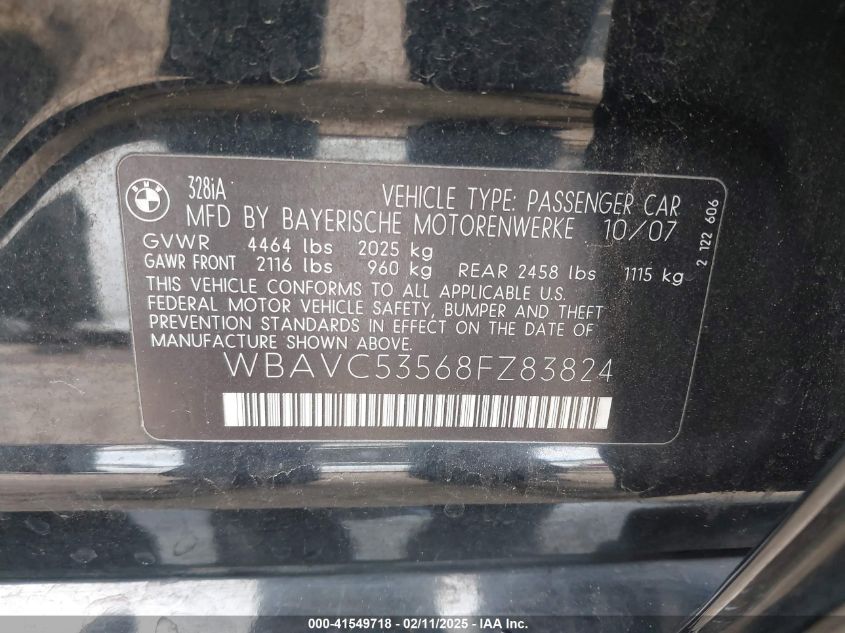 BMW
328iA
VEHICLE TYPE: PASSENGER CAR
MFD BY BAYERISCHE MOTORENWERKE 10/07
GVWR 4464 lbs 2025 kg
GAWR FRONT 2116 lbs 960 kg REAR 2458 lbs 1115 kg
THIS VEHICLE CONFORMS TO ALL APPLICABLE U.S.
FEDERAL MOTOR VEHICLE SAFETY, BUMPER AND THEFT
PREVENTION STANDARDS IN EFFECT ON THE DATE OF
MANUFACTURE SHOWN ABOVE.
WBAVC53568FZ83824
2 122 606
000-41549718 - 02/11/2025 - IAA Inc.